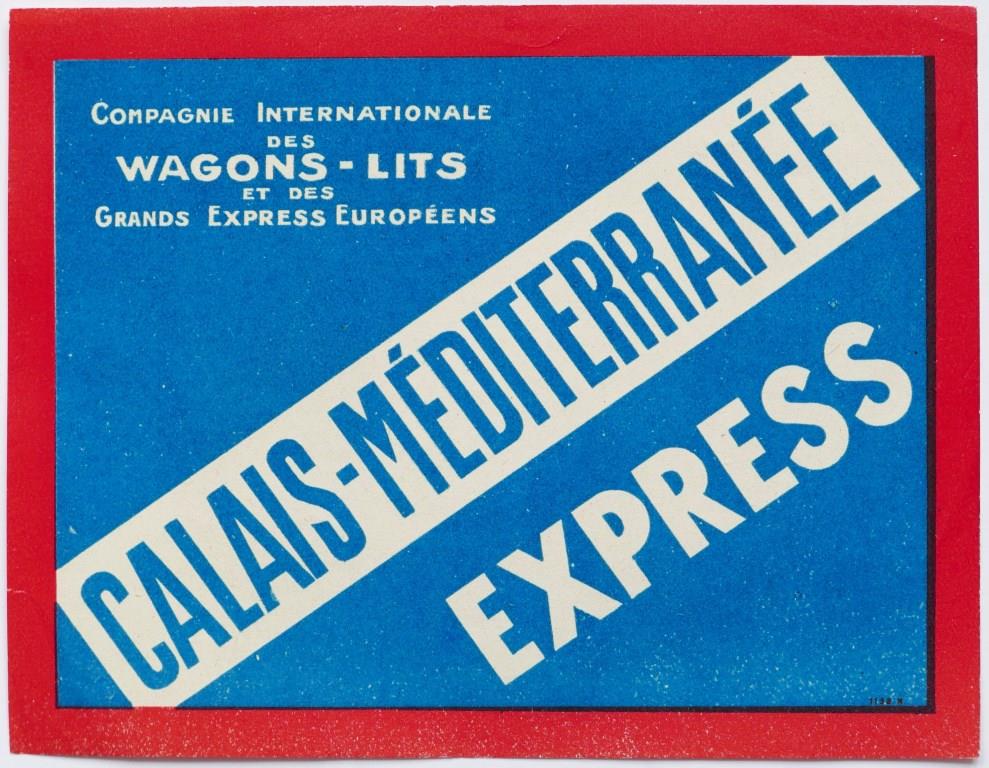 COMPAGNIE INTERNATIONALE
DES
WAGONS-LITS
ET DES
GRANDS EXPRESS EUROPÉENS
CALAIS-MÉDITERRANÉE
EXPRESS